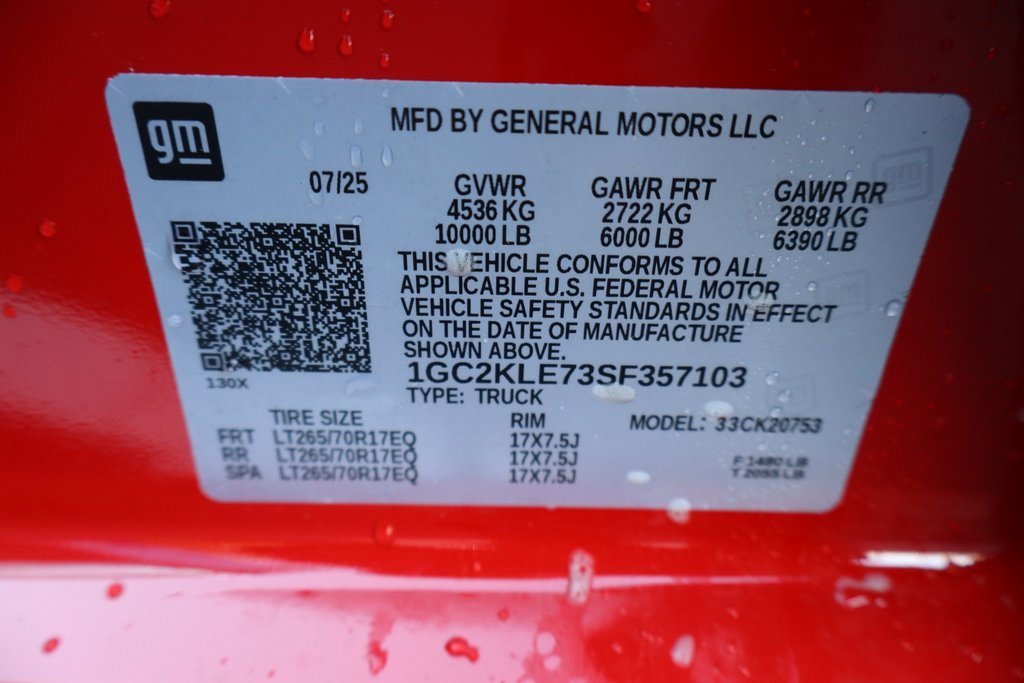 gm
MFD BY GENERAL MOTORS LLC
07/25
GVWR GAWR FRT GAWR RR
4536 KG 2722 KG 2898 KG
10000 LB 6000 LB 6390 LB
THIS VEHICLE CONFORMS TO ALL
APPLICABLE U.S. FEDERAL MOTOR
VEHICLE SAFETY STANDARDS IN EFFECT
ON THE DATE OF MANUFACTURE
SHOWN ABOVE.
1GC2KLE73SF357103
130X
TYPE: TRUCK
TIRE SIZE RIM MODEL: 33CK20753
FRT LT265/70R17EQ 17X7.5J
RR LT265/70R17EQ 17X7.5J
SPA LT265/70R17EQ 17X7.5J
F 1480 LB
T 2055 LB